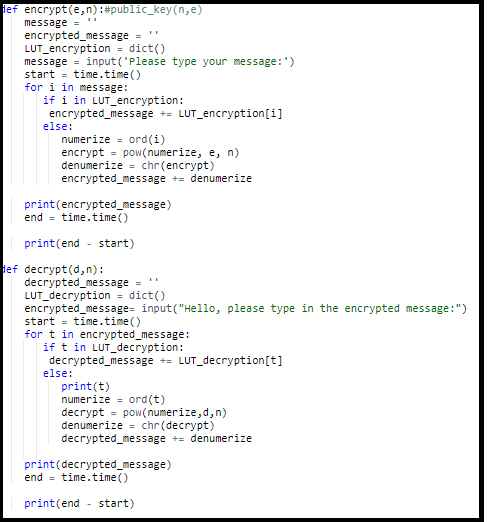 def encrypt(e,n):#public_key(n,e)
message = ''
encrypted_message = ''
LUT_encryption = dict()
message = input('Please type your message:')
start = time.time()
for i in message:
if i in LUT_encryption:
encrypted_message += LUT_encryption[i]
else:
numerize = ord(i)
encrypt = pow(numerize, e, n)
denumerize = chr(encrypt)
encrypted_message += denumerize
print(encrypted_message)
end = time.time()
print(end - start)
def decrypt(d,n):
decrypted_message = ''
LUT_decryption = dict()
encrypted_message= input("Hello, please type in the encrypted message:")
start = time.time()
for t in encrypted_message:
if t in LUT_decryption:
decrypted_message += LUT_decryption[t]
else:
print(t)
numerize = ord(t)
decrypt = pow(numerize,d,n)
denumerize = chr(decrypt)
decrypted_message += denumerize
print(decrypted_message)
end = time.time()
print(end - start)